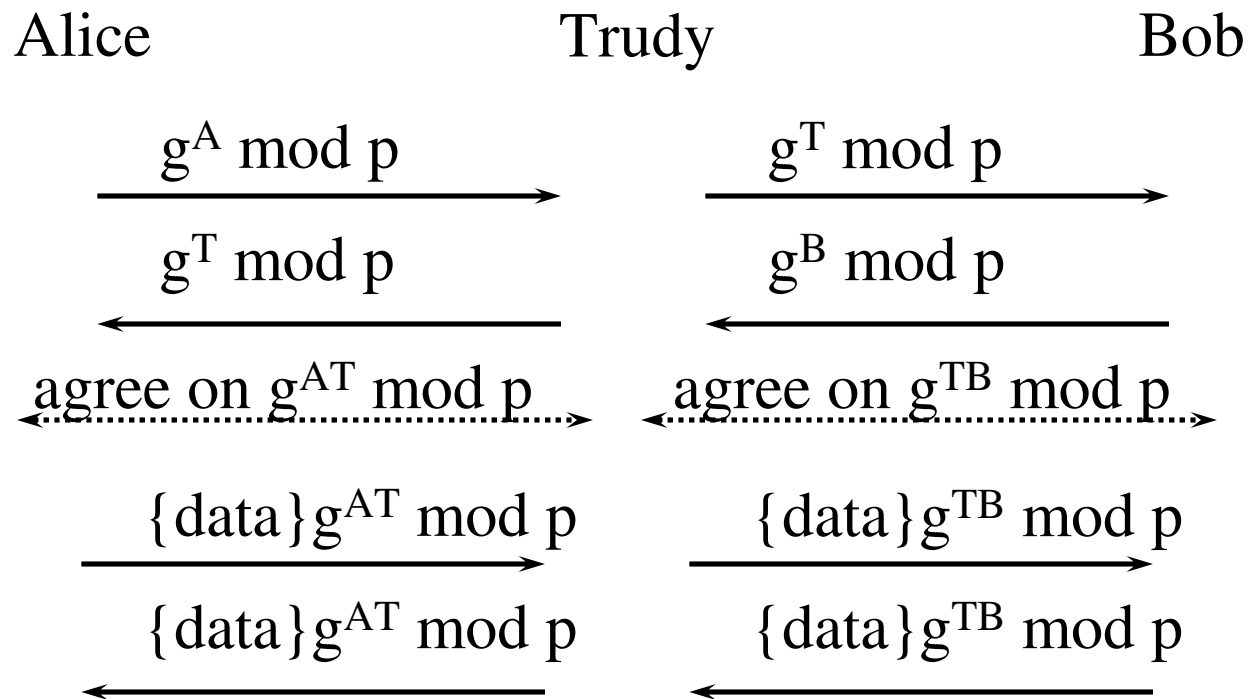 Alice Trudy Bob
g^A mod p g^T mod p
g^T mod p g^B mod p
agree on g^AT mod p agree on g^TB mod p
{data}g^AT mod p {data}g^TB mod p
{data}g^AT mod p {data}g^TB mod p